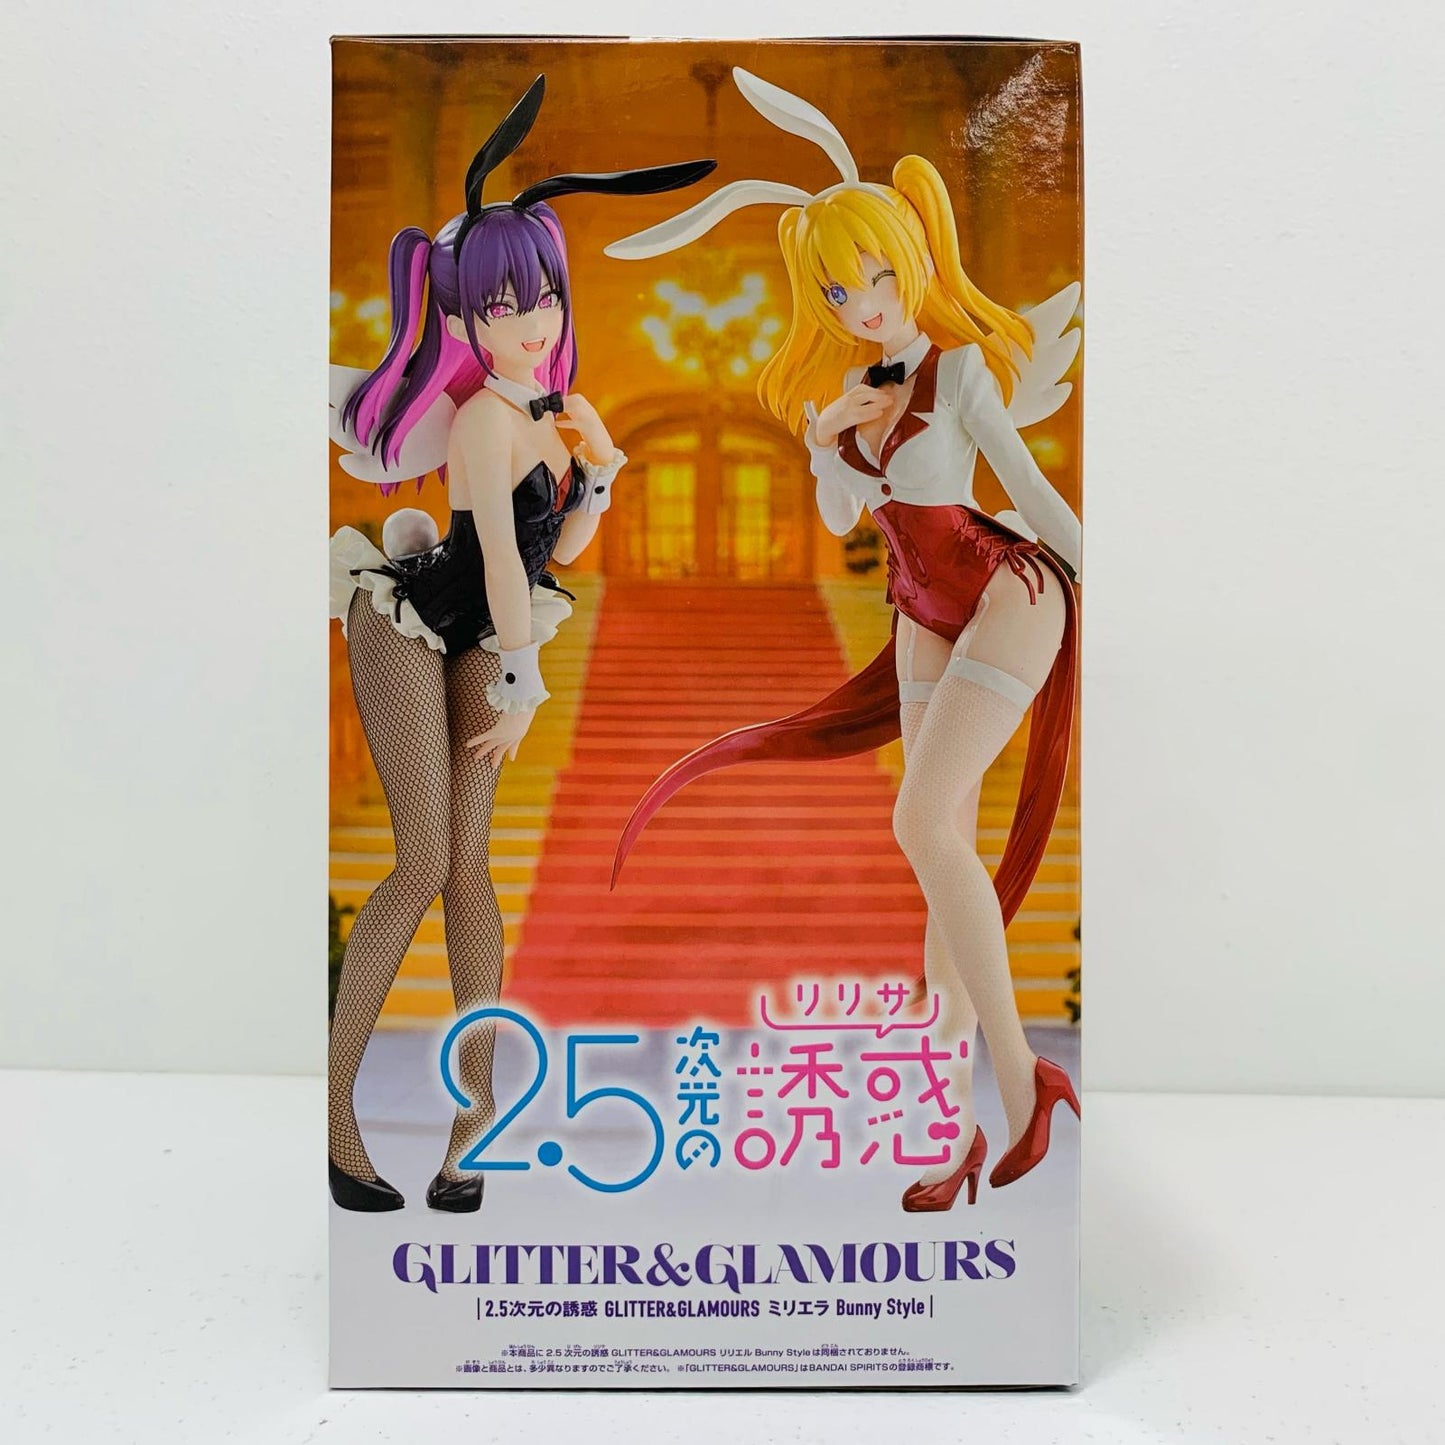 リリサ
2.5次元の誘惑
GLITTER&GLAMOURS
|2.5次元の誘惑 GLITTER&GLAMOURS ミリエラ Bunny Style|
※本商品に 2.5 次元の誘惑 GLITTER&GLAMOURS リリエル Bunny Styleは同梱されておりません。
※画像と商品とは、多少異なりますのでご了承ください。 ※「GLITTER&GLAMOURS」はBANDAI SPIRITSの登録商標です。